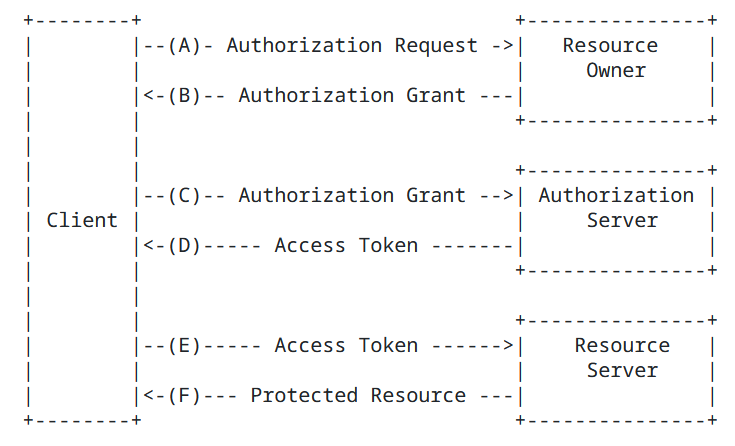 +--------+                               +---------------+
|        |--(A)- Authorization Request ->|   Resource    |
|        |                               |     Owner     |
|        |<-(B)-- Authorization Grant ---|               |
|        |                               +---------------+
|        |
|        |                               +---------------+
|        |--(C)-- Authorization Grant -->| Authorization |
| Client |                               |     Server    |
|        |<-(D)----- Access Token -------|               |
|        |                               +---------------+
|        |
|        |                               +---------------+
|        |--(E)----- Access Token ------>|    Resource   |
|        |                               |     Server    |
|        |<-(F)--- Protected Resource ---|               |
+--------+                               +---------------+